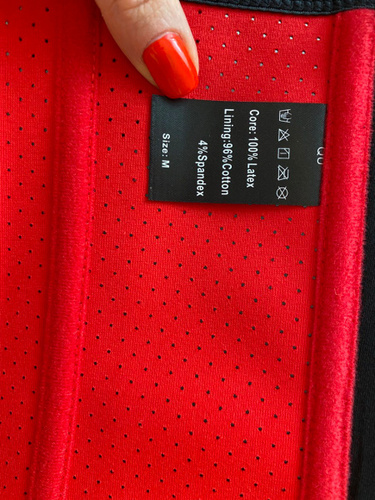 Core: 100% Latex
Lining:96%Cotton
4%Spandex
Size: M